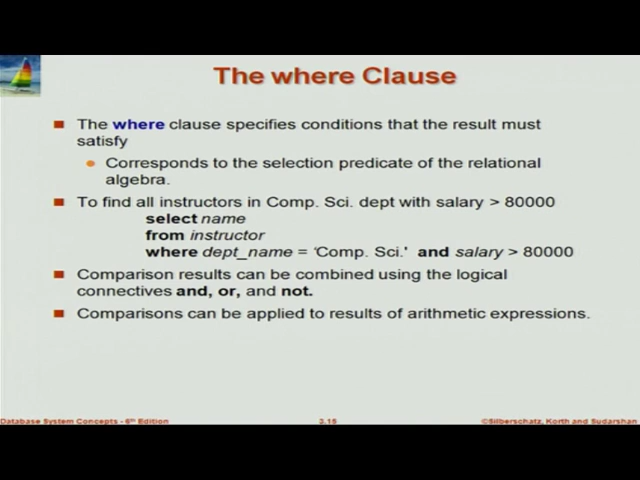 The where Clause
The where clause specifies conditions that the result must
satisfy
Corresponds to the selection predicate of the relational
algebra.
To find all instructors in Comp. Sci. dept with salary > 80000
select name
from instructor
where dept_name = ‘Comp. Sci.' and salary > 80000
Comparison results can be combined using the logical
connectives and, or, and not.
Comparisons can be applied to results of arithmetic expressions.
Database System Concepts - 6th Edition 3.15 ©Silberschatz, Korth and Sudarshan